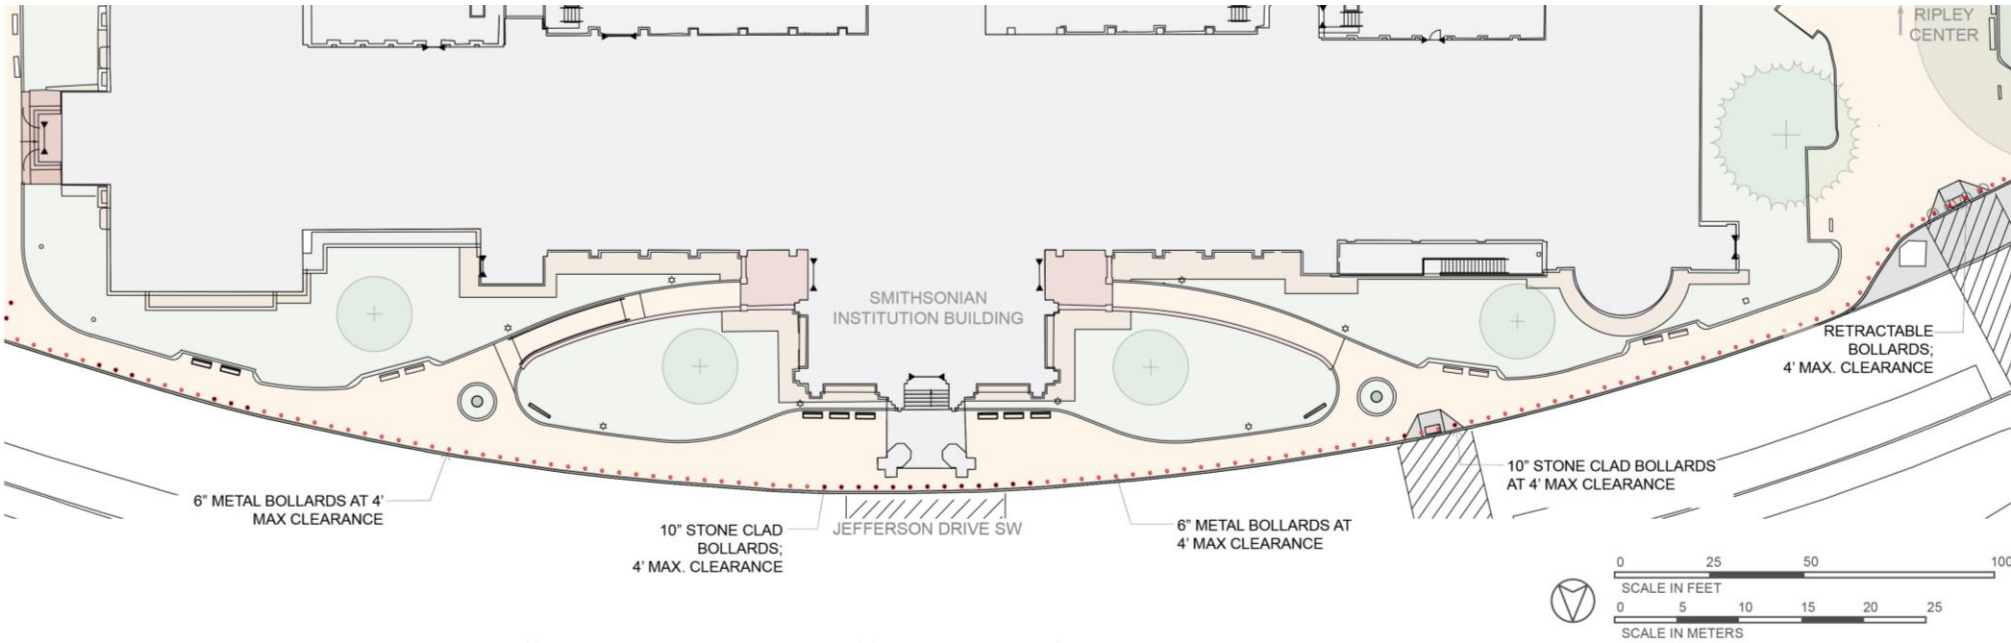 RIPLEY
CENTER
SMITHSONIAN
INSTITUTION BUILDING
RETRACTABLE
BOLLARDS;
4' MAX. CLEARANCE
6" METAL BOLLARDS AT 4'
MAX CLEARANCE
10" STONE CLAD
BOLLARDS;
4' MAX. CLEARANCE
JEFFERSON DRIVE SW
6" METAL BOLLARDS AT
4' MAX CLEARANCE
10" STONE CLAD BOLLARDS
AT 4' MAX CLEARANCE
0 25 50 100
SCALE IN FEET
0 5 10 15 20 25
SCALE IN METERS